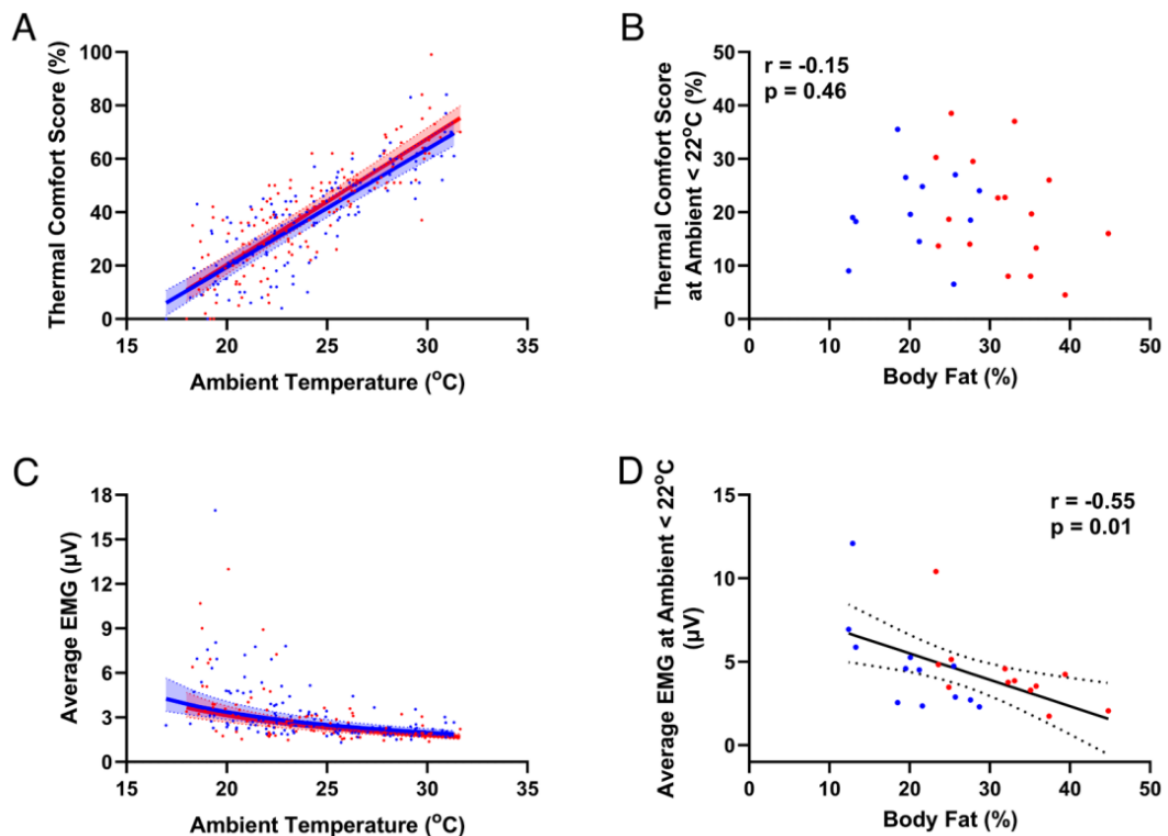 A
Thermal Comfort Score (%)
100
80
60
40
20
0
15 20 25 30 35
Ambient Temperature (°C)
B
Thermal Comfort Score
at Ambient < 22°C (%)
r = -0.15
p = 0.46
50
40
30
20
10
0
0 10 20 30 40 50
Body Fat (%)
C
Average EMG (µV)
18
15
12
9
6
3
0
15 20 25 30 35
Ambient Temperature (°C)
D
Average EMG at Ambient < 22°C
(µV)
r = -0.55
p = 0.01
15
10
5
0
0 10 20 30 40 50
Body Fat (%)